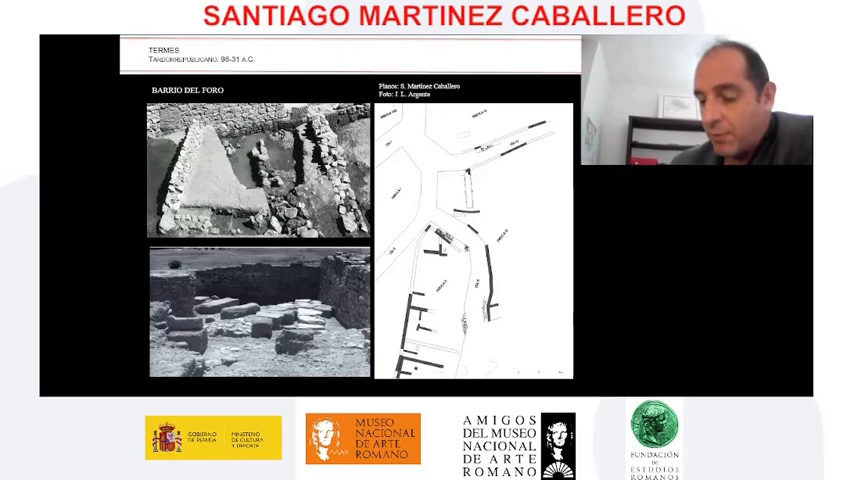 SANTIAGO MARTINEZ CABALLERO
TERMES
TARDORREPUBLICANO. 98-31 A.C.
BARRIO DEL FORO
Planos: S. Martínez Caballero
Foto: J. L. Argente
GOBIERNO
DE ESPAÑA
MINISTERIO
DE CULTURA
Y DEPORTE
MUSEO
NACIONAL
DE ARTE
ROMANO
AMIGOS
DEL MUSEO
NACIONAL
DE ARTE
ROMANO
FUNDACIÓN
DE
ESTUDIOS
ROMANOS